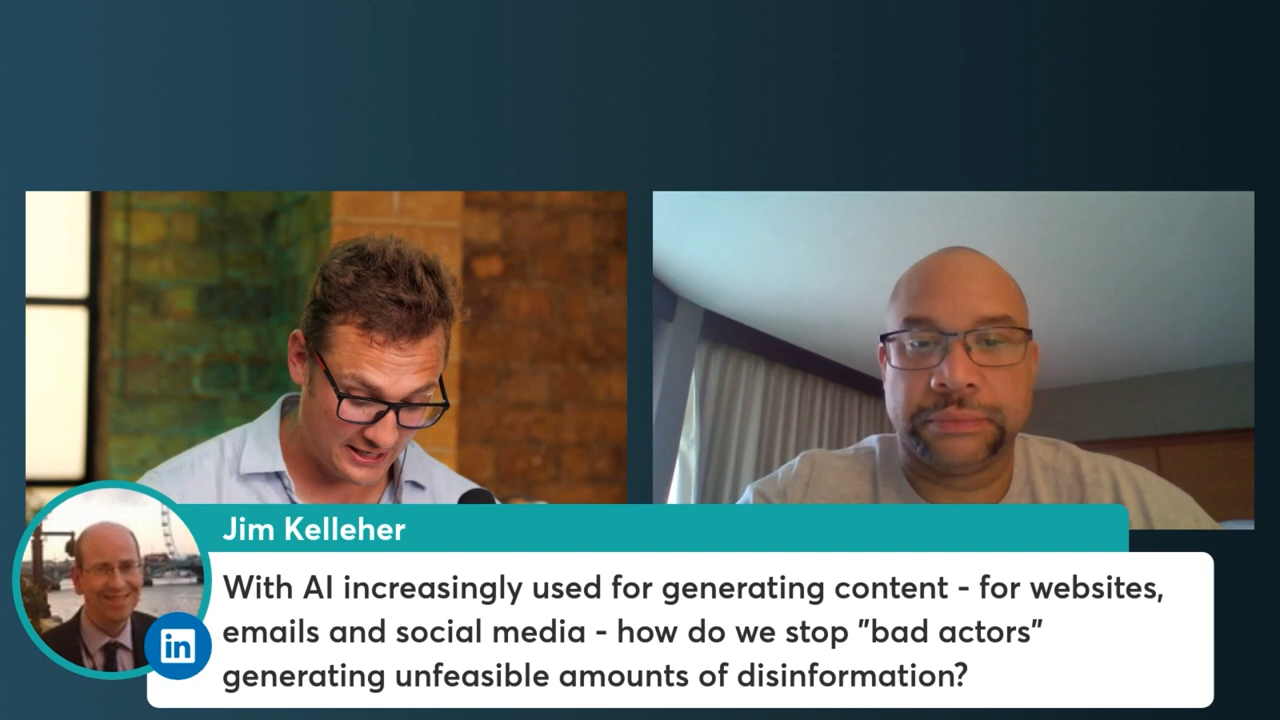 Jim Kelleher
With AI increasingly used for generating content - for websites,
emails and social media - how do we stop "bad actors"
generating unfeasible amounts of disinformation?
in